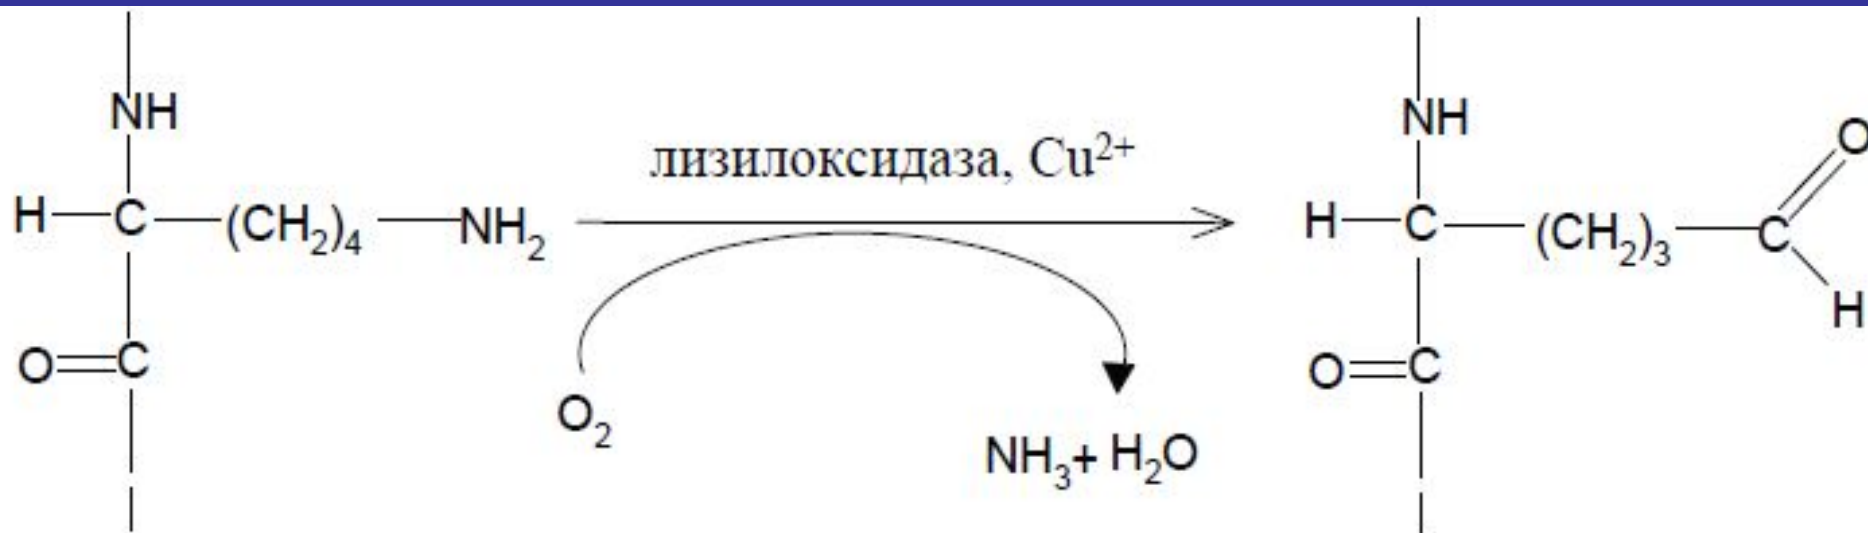 NH
H C (CH₂)₄ NH₂
O C
лизилоксидаза, Cu²⁺
O₂
NH₃+ H₂O
NH
O
H C (CH₂)₃ C
H
O C